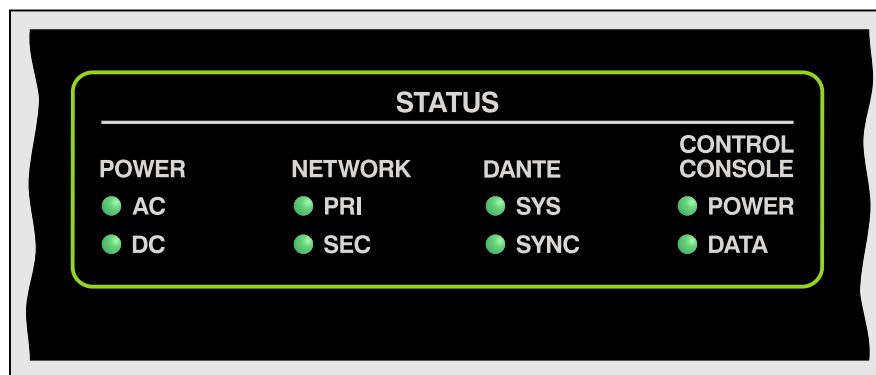 STATUS
POWER
AC
DC
NETWORK
PRI
SEC
DANTE
SYS
SYNC
CONTROL
CONSOLE
POWER
DATA